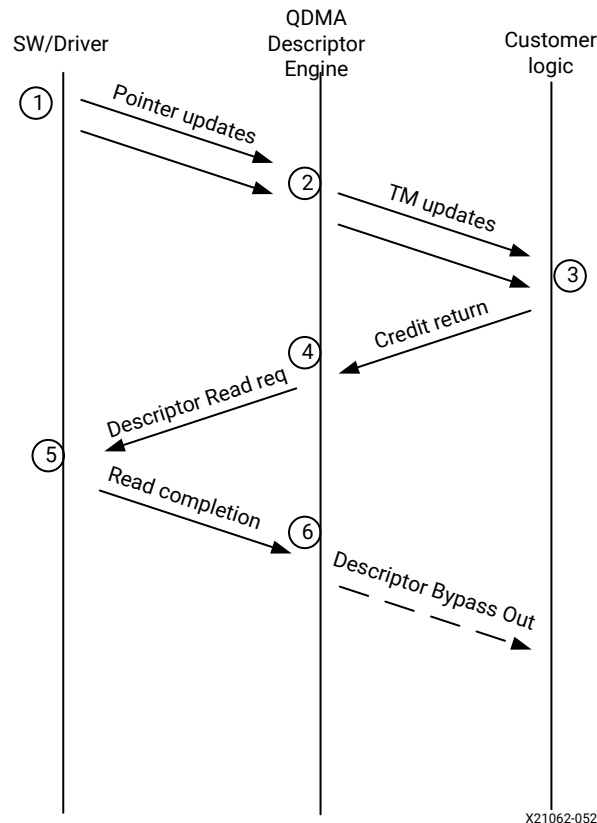 SW/Driver
QDMA
Descriptor
Engine
Customer
logic
1
Pointer updates
2
TM updates
3
Credit return
4
Descriptor Read req
5
Read completion
6
Descriptor Bypass Out
X21062-052